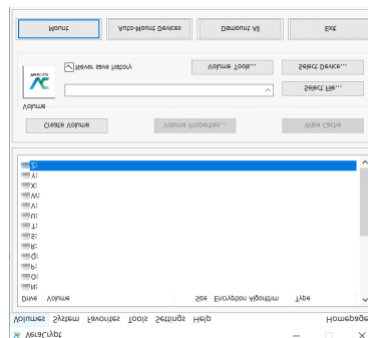 VeraCrypt
Volumes System Favorites Tools Settings Help Homepage
Drive Volume Size Encryption Algorithm Type
N:
O:
P:
Q:
R:
S:
T:
U:
V:
W:
X:
Y:
Z:
Create Volume Volume Properties... Wipe Cache
Volume
Select File...
VeraCrypt
Never save history Volume Tools... Select Device...
Mount Auto-Mount Devices Dismount All Exit